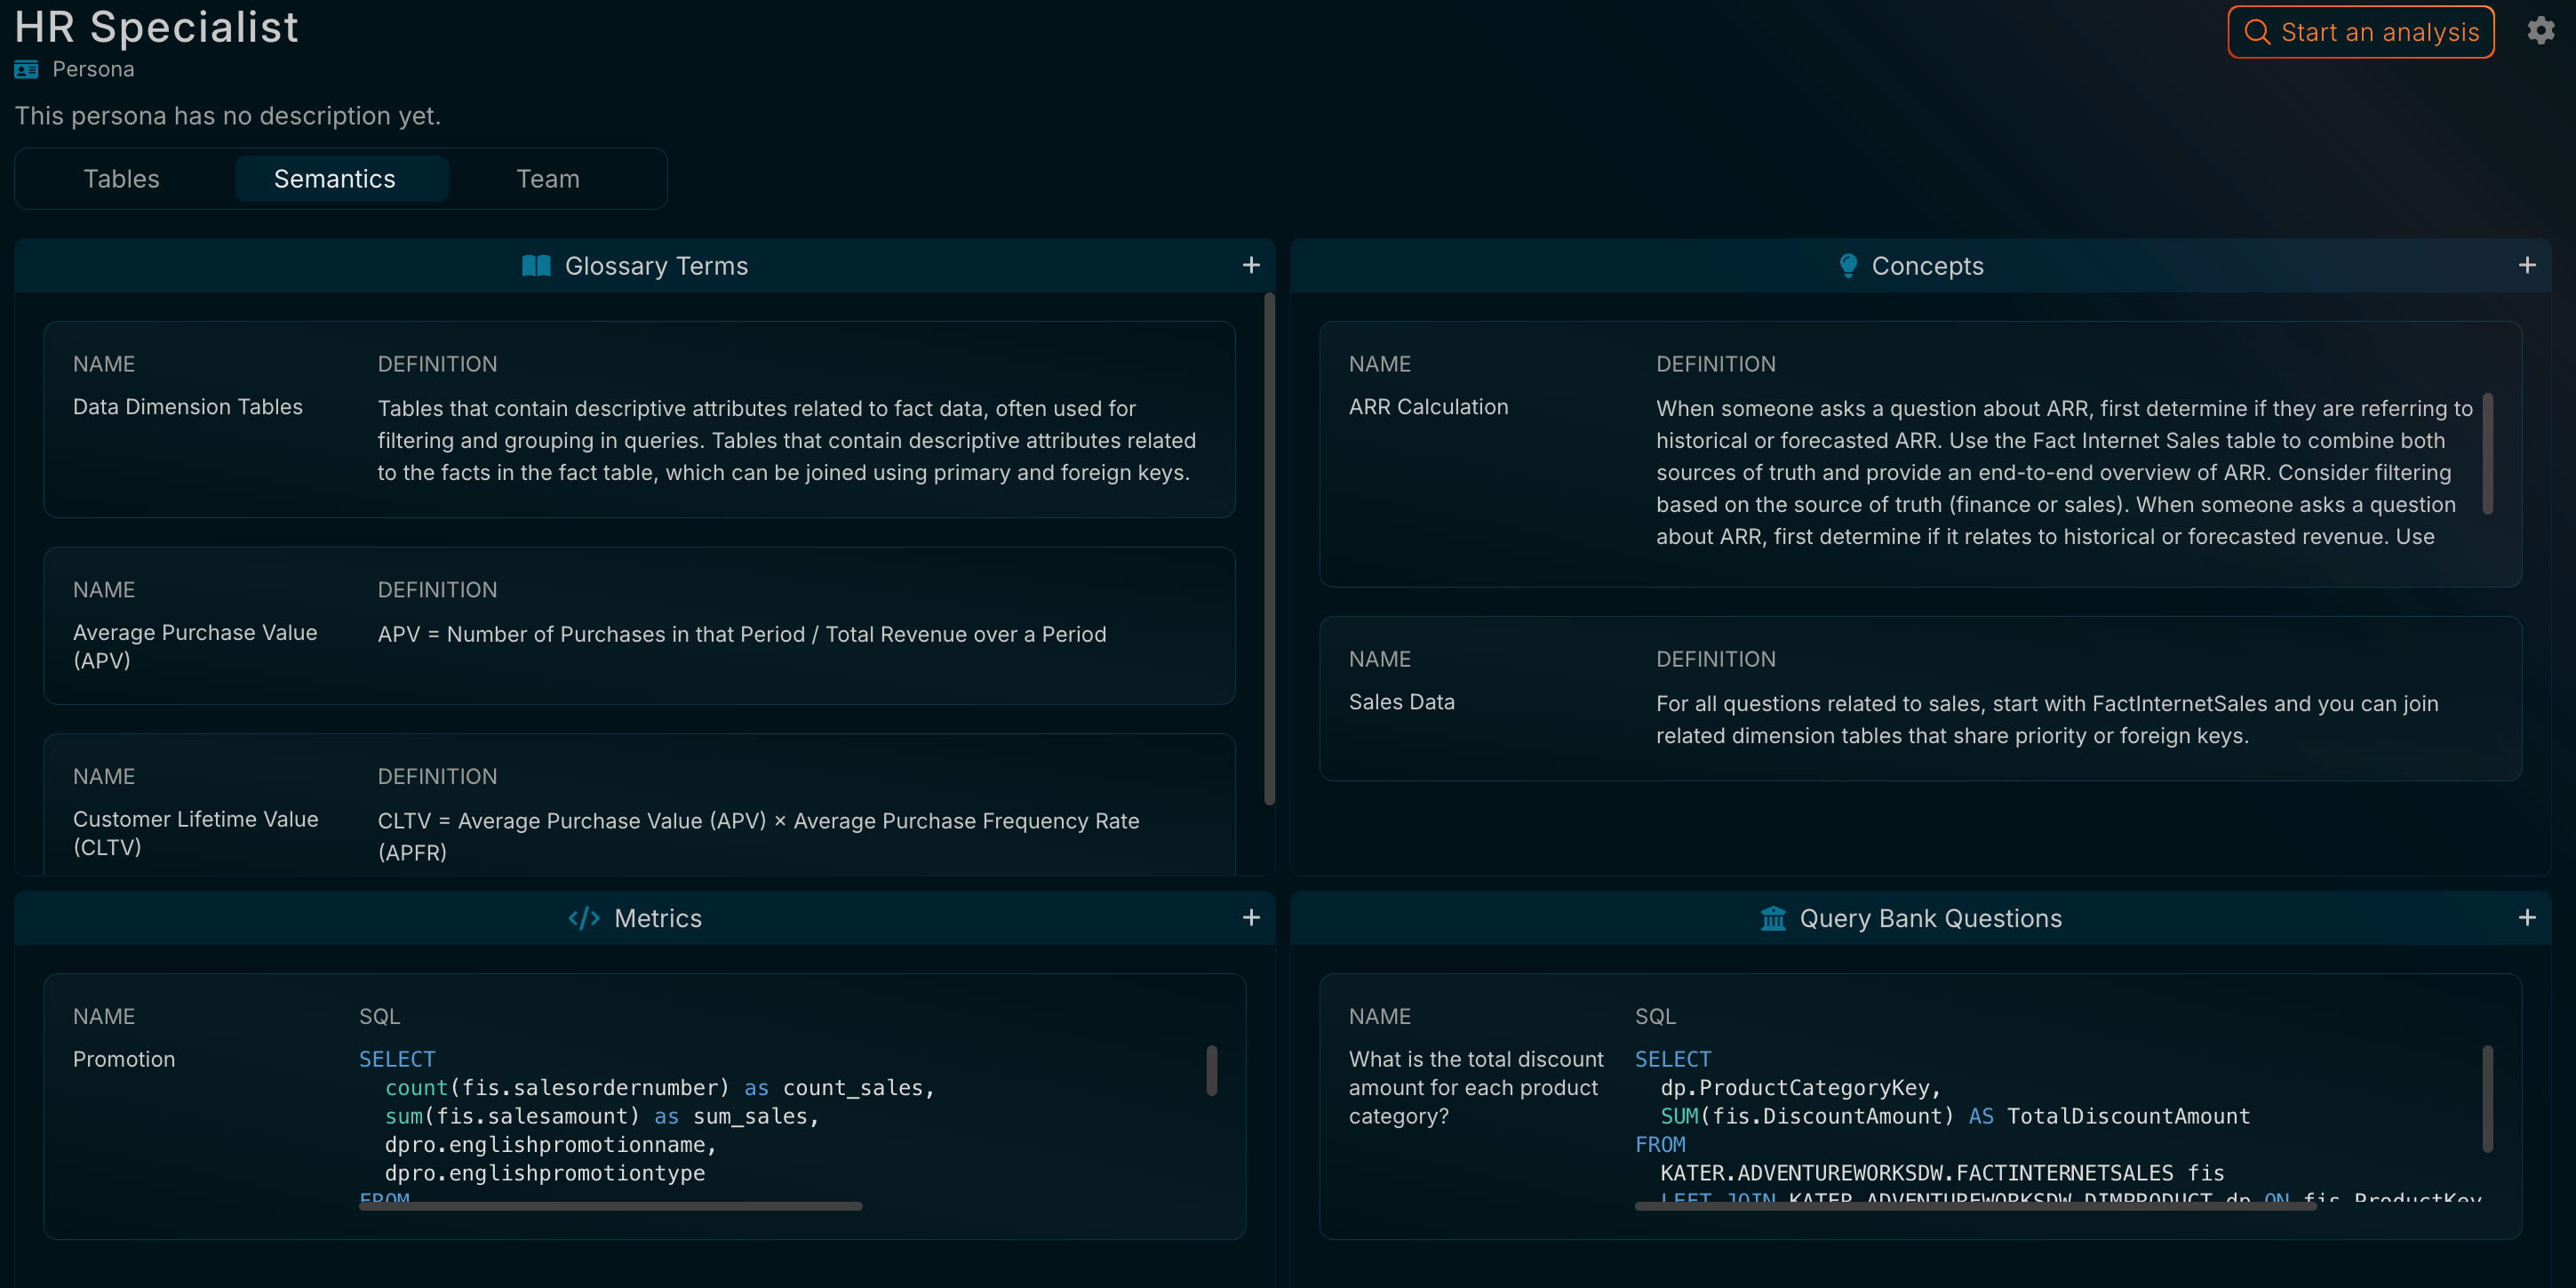 HR Specialist
Start an analysis
Persona
This persona has no description yet.
Tables
Semantics
Team
Glossary Terms
NAME
DEFINITION
Data Dimension Tables
Tables that contain descriptive attributes related to fact data, often used for
filtering and grouping in queries. Tables that contain descriptive attributes related
to the facts in the fact table, which can be joined using primary and foreign keys.
NAME
DEFINITION
Average Purchase Value
(APV)
APV = Number of Purchases in that Period / Total Revenue over a Period
NAME
DEFINITION
Customer Lifetime Value
(CLTV)
CLTV = Average Purchase Value (APV) × Average Purchase Frequency Rate
(APFR)
Concepts
NAME
DEFINITION
ARR Calculation
When someone asks a question about ARR, first determine if they are referring to
historical or forecasted ARR. Use the Fact Internet Sales table to combine both
sources of truth and provide an end-to-end overview of ARR. Consider filtering
based on the source of truth (finance or sales). When someone asks a question
about ARR, first determine if it relates to historical or forecasted revenue. Use
NAME
DEFINITION
Sales Data
For all questions related to sales, start with FactInternetSales and you can join
related dimension tables that share priority or foreign keys.
Metrics
NAME
SQL
Promotion
SELECT
count(fis.salesordernumber) as count_sales,
sum(fis.salesamount) as sum_sales,
dpro.englishpromotionname,
dpro.englishpromotiontype
FROM
Query Bank Questions
NAME
SQL
What is the total discount
amount for each product
category?
SELECT
dp.ProductCategoryKey,
SUM(fis.DiscountAmount) AS TotalDiscountAmount
FROM
KATER.ADVENTUREWORKSDW.FACTINTERNETSALES fis
LEFT JOIN KATER.ADVENTUREWORKSDW.DIMPRODUCT dp ON fis.ProductKey